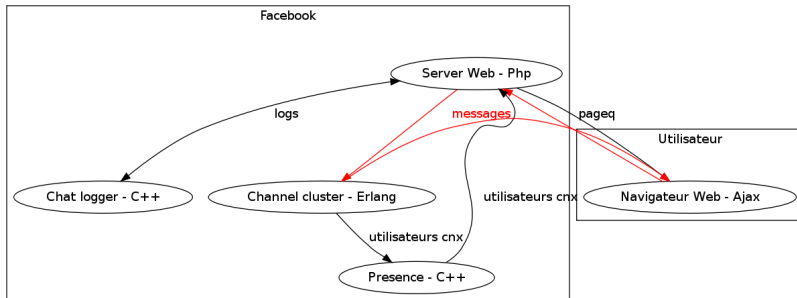 Facebook
Server Web - Php
logs
messages
pageq
Utilisateur
Chat logger - C++
Channel cluster - Erlang
utilisateurs cnx
Navigateur Web - Ajax
utilisateurs cnx
Presence - C++